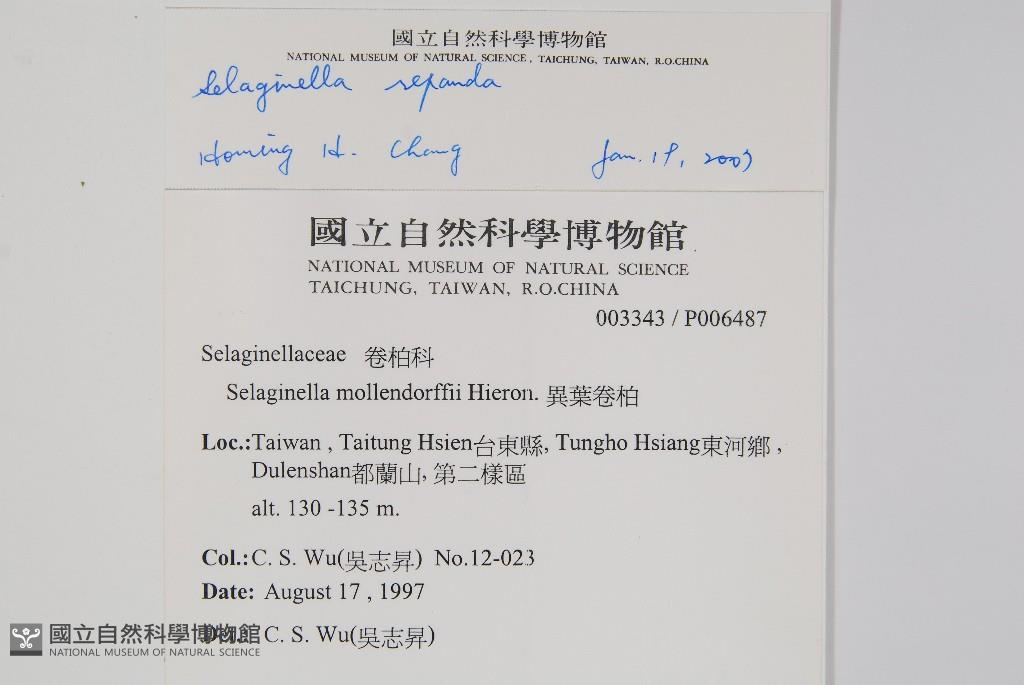 國立自然科學博物館
NATIONAL MUSEUM OF NATURAL SCIENCE, TAICHUNG, TAIWAN, R.O.CHINA
Selaginella repanda
Homing H. Chang Jan. 19, 2003
國立自然科學博物館
NATIONAL MUSEUM OF NATURAL SCIENCE
TAICHUNG, TAIWAN, R.O.CHINA
003343 / P006487
Selaginellaceae 卷柏科
Selaginella mollendorffii Hieron. 異葉卷柏
Loc.:Taiwan , Taitung Hsien台東縣, Tungho Hsiang東河鄉 ,
Dulenshan都蘭山, 第二樣區
alt. 130 -135 m.
Col.:C. S. Wu(吳志昇) No.12-023
Date: August 17 , 1997
C. S. Wu(吳志昇)
國立自然科學博物館
NATIONAL MUSEUM OF NATURAL SCIENCE